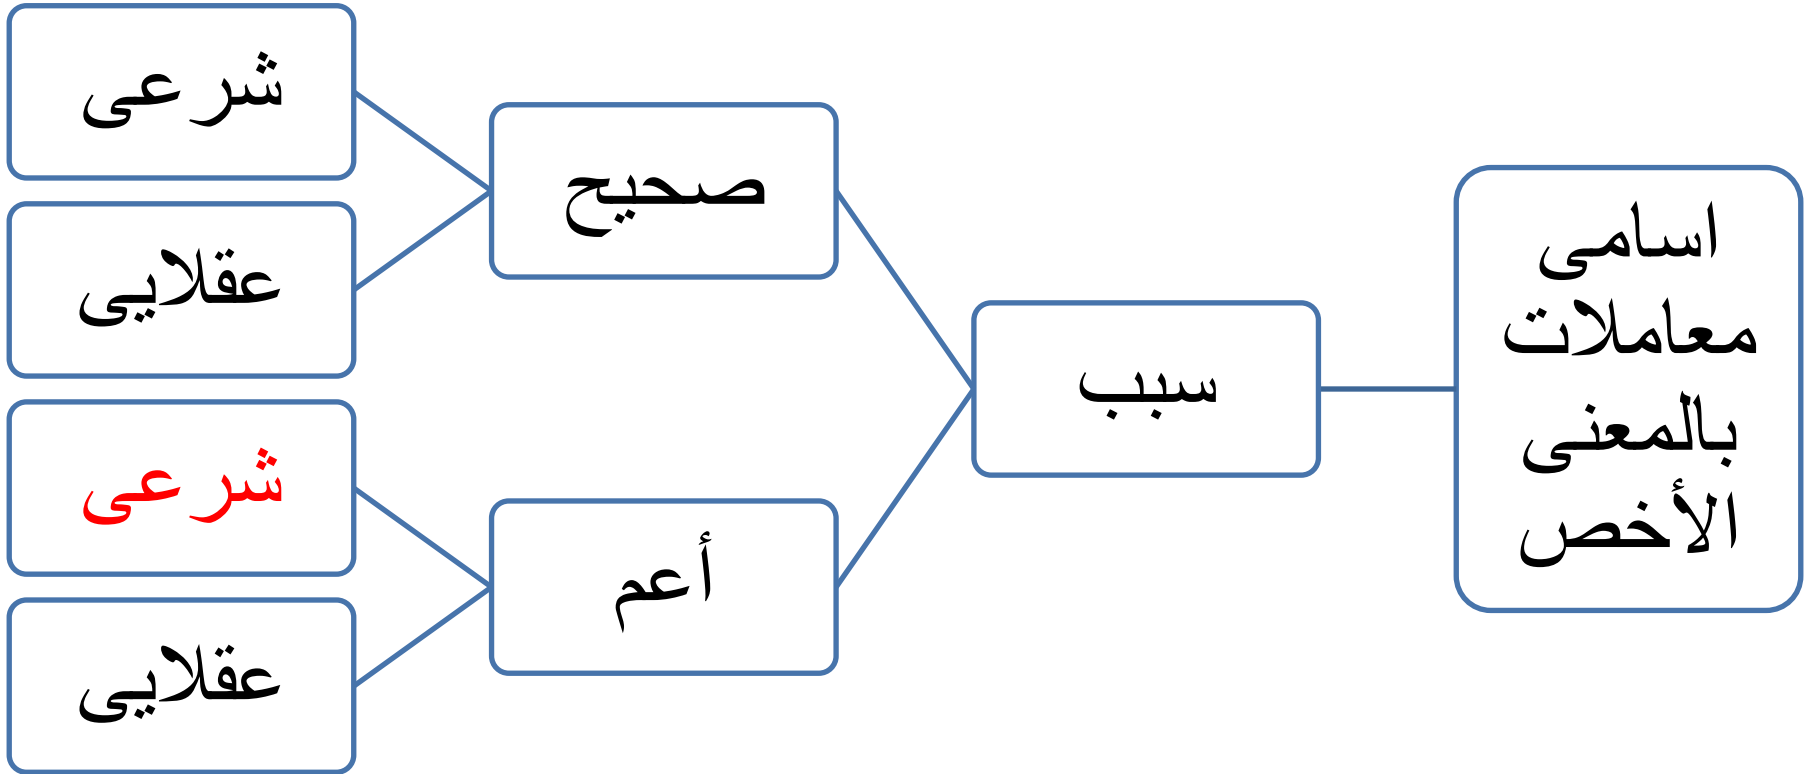 اسامی
معاملات
بالمعنی
الأخص
سبب
صحیح
شرعی
عقلایی
أعم
شرعی
عقلایی